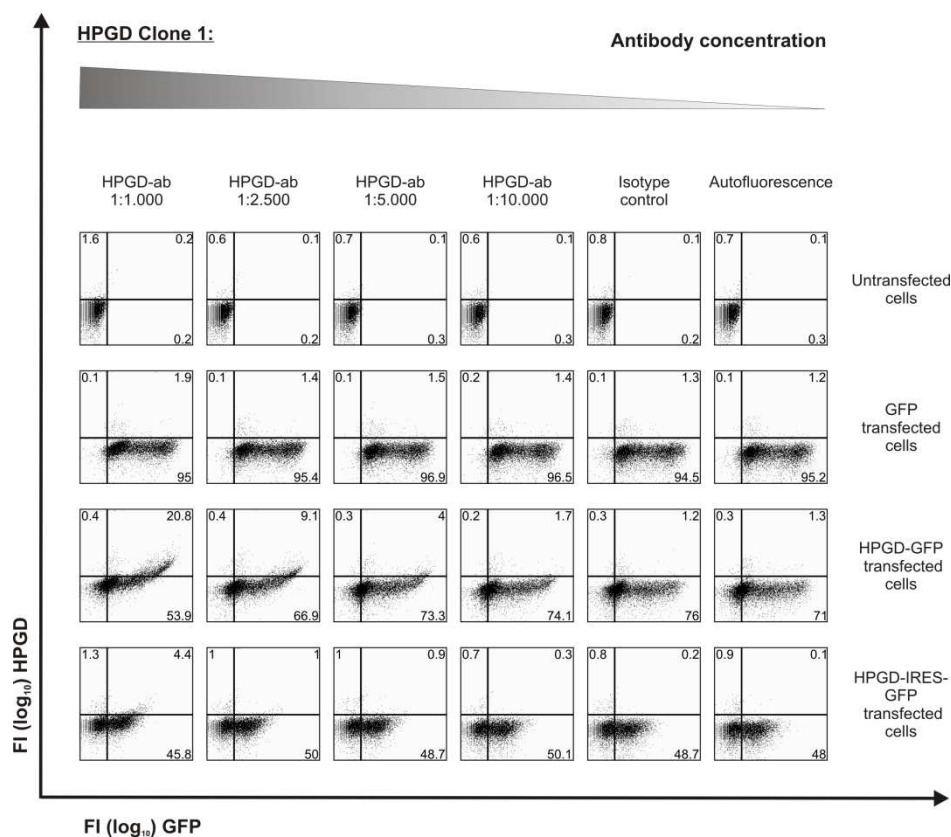 HPGD Clone 1:
Antibody concentration
HPGD-ab
1:1.000
HPGD-ab
1:2.500
HPGD-ab
1:5.000
HPGD-ab
1:10.000
Isotype
control
Autofluorescence
1.6 0.2 0.6 0.1 0.7 0.1 0.6 0.1 0.8 0.1 0.7 0.1
Untransfected
cells
0.2 0.2 0.3 0.3 0.2 0.3
0.1 1.9 0.1 1.4 0.1 1.5 0.2 1.4 0.1 1.3 0.1 1.2
GFP
transfected
cells
95 95.4 96.9 96.5 94.5 95.2
0.4 20.8 0.4 9.1 0.3 4 0.2 1.7 0.3 1.2 0.3 1.3
HPGD-GFP
transfected
cells
53.9 66.9 73.3 74.1 76 71
1.3 4.4 1 1 1 0.9 0.7 0.3 0.8 0.2 0.9 0.1
HPGD-IRES-
GFP
transfected
cells
45.8 50 48.7 50.1 48.7 48
FI (log₁₀) HPGD
FI (log₁₀) GFP